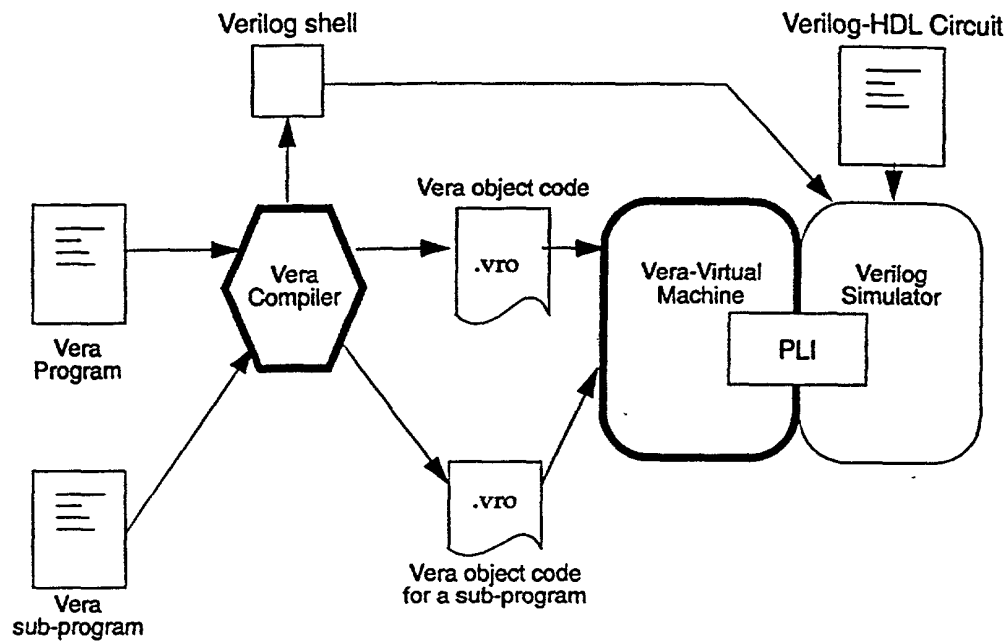 Verilog shell
Verilog-HDL Circuit
Vera object code
.vro
Vera
Compiler
Vera-Virtual
Machine
Verilog
Simulator
PLI
Vera
Program
.vro
Vera object code
for a sub-program
Vera
sub-program